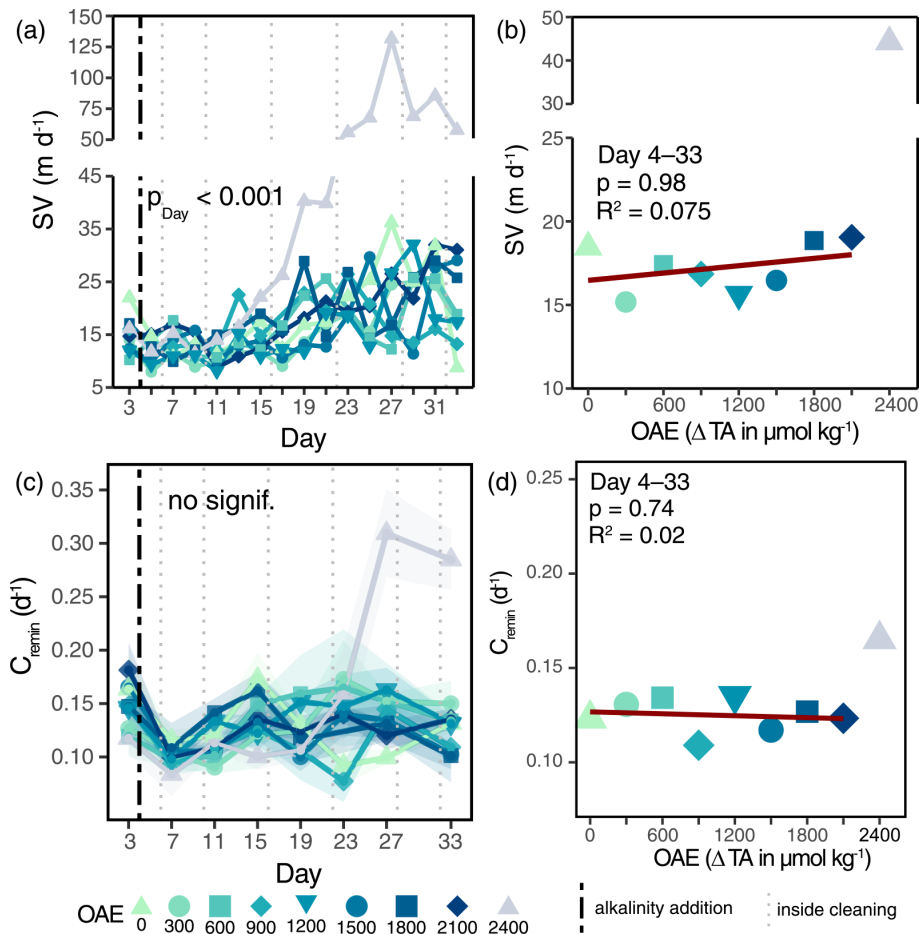 (a)
SV (m d⁻¹)
150
125
100
75
50
45
35
25
15
5
p Day < 0.001
3 7 11 15 19 23 27 31
Day
(b)
SV (m d⁻¹)
50
40
30
25
20
15
10
Day 4–33
p = 0.98
R² = 0.075
0 600 1200 1800 2400
OAE (Δ TA in µmol kg⁻¹)
(c)
C remin (d⁻¹)
0.35
0.30
0.25
0.20
0.15
0.10
no signif.
3 7 11 15 19 23 27 33
Day
(d)
C remin (d⁻¹)
0.25
0.20
0.15
0.10
Day 4–33
p = 0.74
R² = 0.02
0 600 1200 1800 2400
OAE (Δ TA in µmol kg⁻¹)
OAE
0 300 600 900 1200 1500 1800 2100 2400
alkalinity addition
inside cleaning